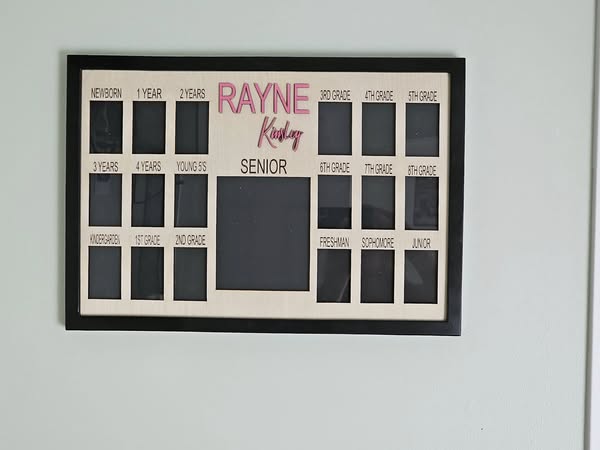 RAYNE
Kinsley
NEWBORN 1 YEAR 2 YEARS
3 YEARS 4 YEARS YOUNG 5'S
KINDERGARDEN 1ST GRADE 2ND GRADE
SENIOR
3RD GRADE 4TH GRADE 5TH GRADE
6TH GRADE 7TH GRADE 8TH GRADE
FRESHMAN SOPHOMORE JUNIOR